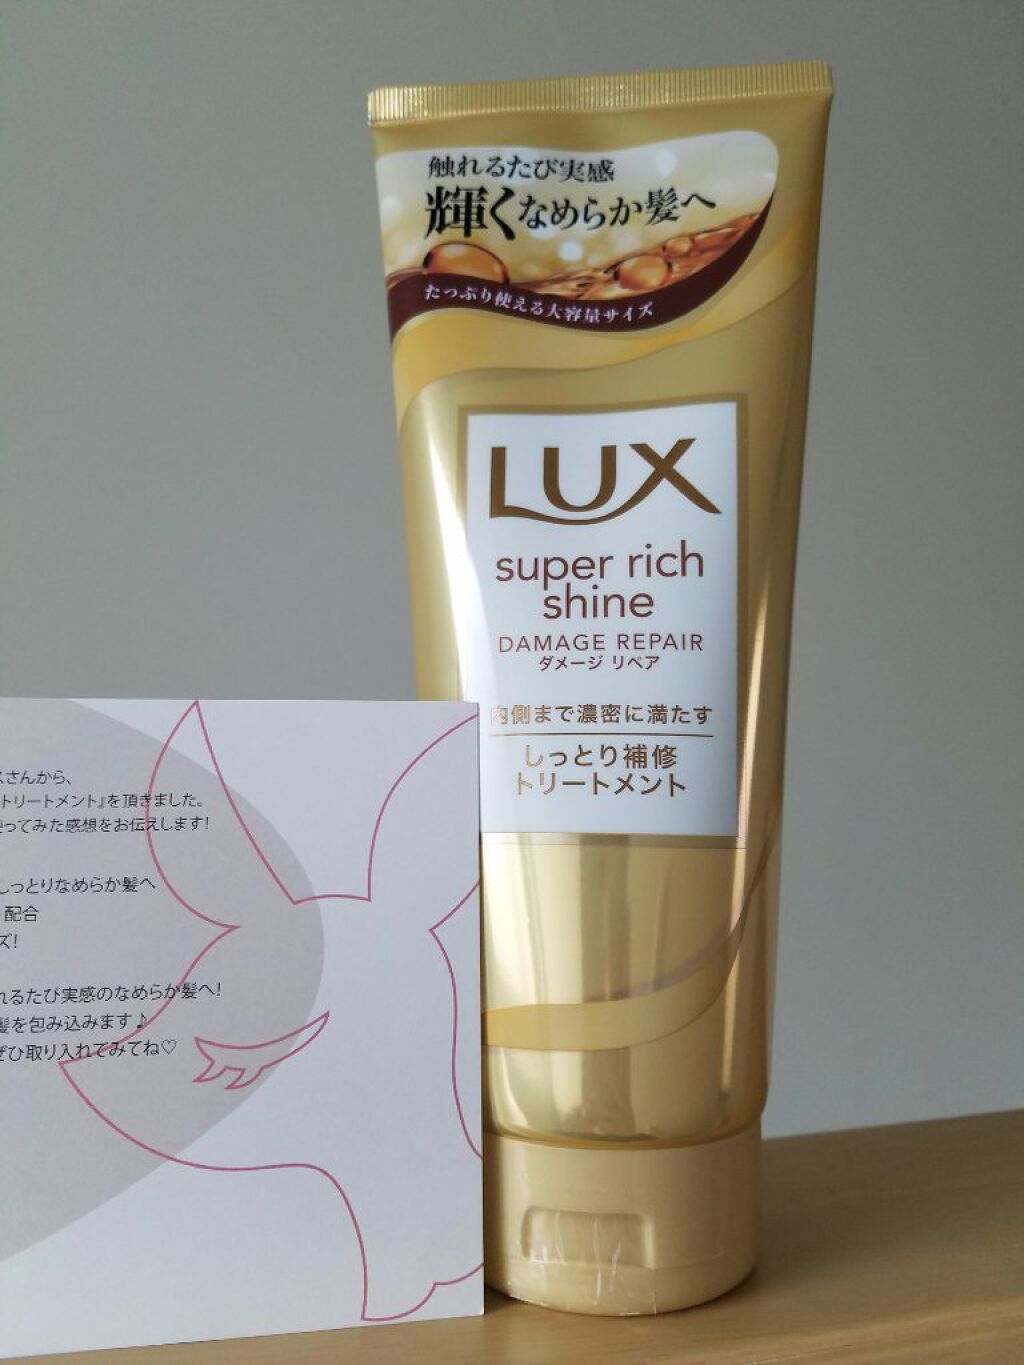 触れるたび実感
輝くなめらか髪へ
たっぷり使える大容量サイズ
LUX
super rich
shine
DAMAGE REPAIR
ダメージ リペア
内側まで濃密に満たす
しっとり補修
トリートメント
スさんから、
トリートメント』を頂きました。
使ってみた感想をお伝えします!
しっとりなめらか髪へ
配合
ズ!
れるたび実感のなめらか髪へ!
髪を包み込みます♪
ぜひ取り入れてみてね♡